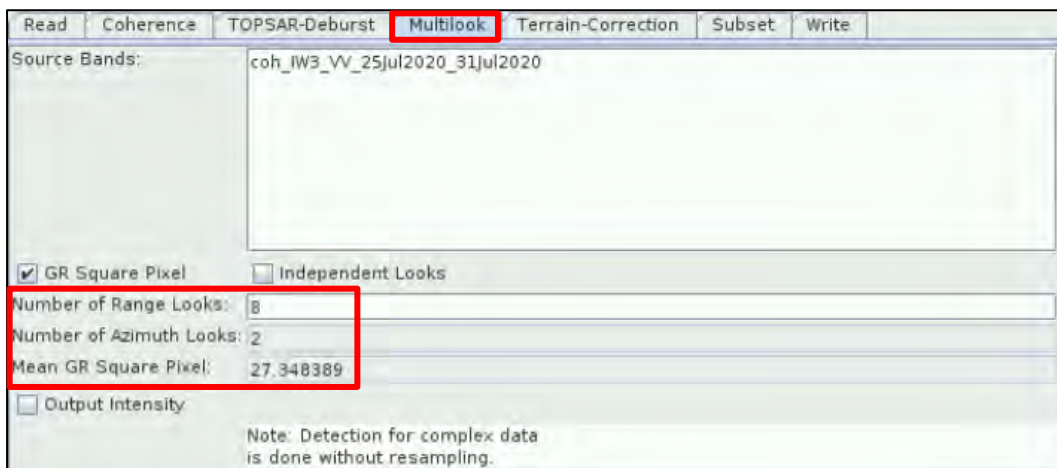 Read Coherence TOPSAR-Deburst Multilook Terrain-Correction Subset Write
Source Bands: coh_IW3_VV_25Jul2020_31Jul2020
GR Square Pixel Independent Looks
Number of Range Looks: 8
Number of Azimuth Looks: 2
Mean GR Square Pixel: 27.348389
Output Intensity
Note: Detection for complex data
is done without resampling.